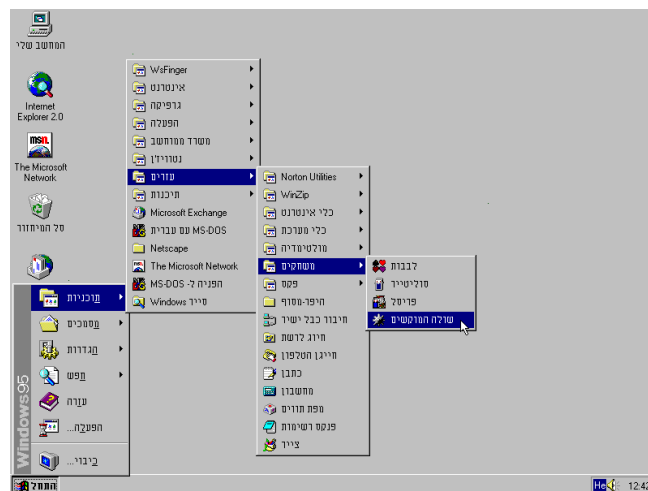 המחשב שלי
Internet
Explorer 2.0
msn.
The Microsoft
Network
סל המיחזור
WsFinger
אינטרנט
גרפיקה
הפעלה
משרד ממוחשב
נטוויז'ן
עזרים
תיכנות
Microsoft Exchange
MS-DOS עם עברית
Netscape
The Microsoft Network
הפניה ל- MS-DOS
סייר Windows
Norton Utilities
WinZip
כלי אינטרנט
כלי מערכת
מולטימדיה
משחקים
פקס
היפר-מסוף
חיבור כבל ישיר
חיוג לרשת
חייגן הטלפון
כתבן
מחשבון
מפת תווים
פנקס רשימות
צייר
לבבות
סוליטייר
פריסל
שולה המוקשים
תוכניות
מסמכים
הגדרות
חפש
עזרה
הפעלה...
כיבוי...
Windows95
התחל
He
12:42